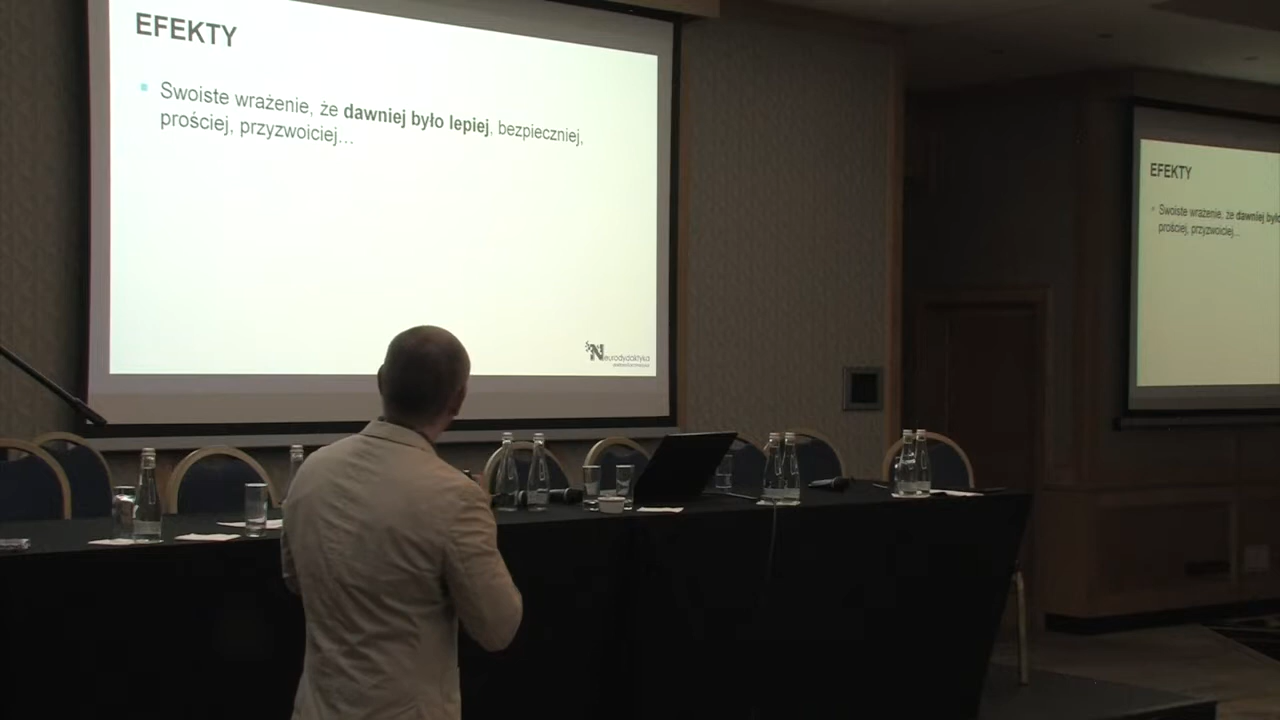 EFEKTY
Swoiste wrażenie, że dawniej było lepiej, bezpieczniej,
prościej, przyzwoiciej...
Neurodydaktyka
EFEKTY
Swoiste wrażenie, że dawniej było
prościej, przyzwoiciej...